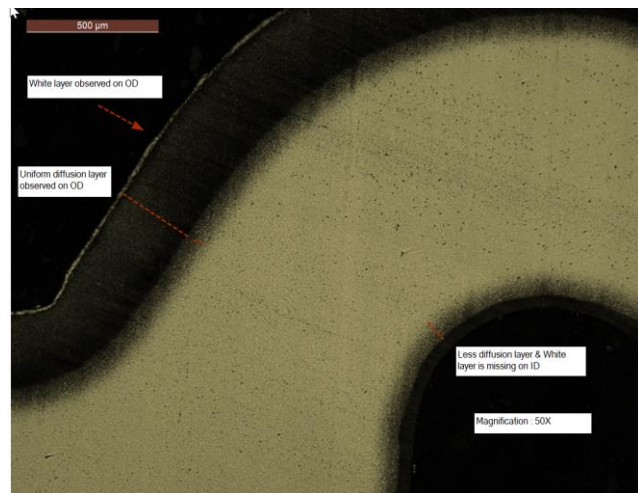 500 µm
White layer observed on OD
Uniform diffusion layer
observed on OD
Less diffusion layer & White
layer is missing on ID
Magnification : 50X